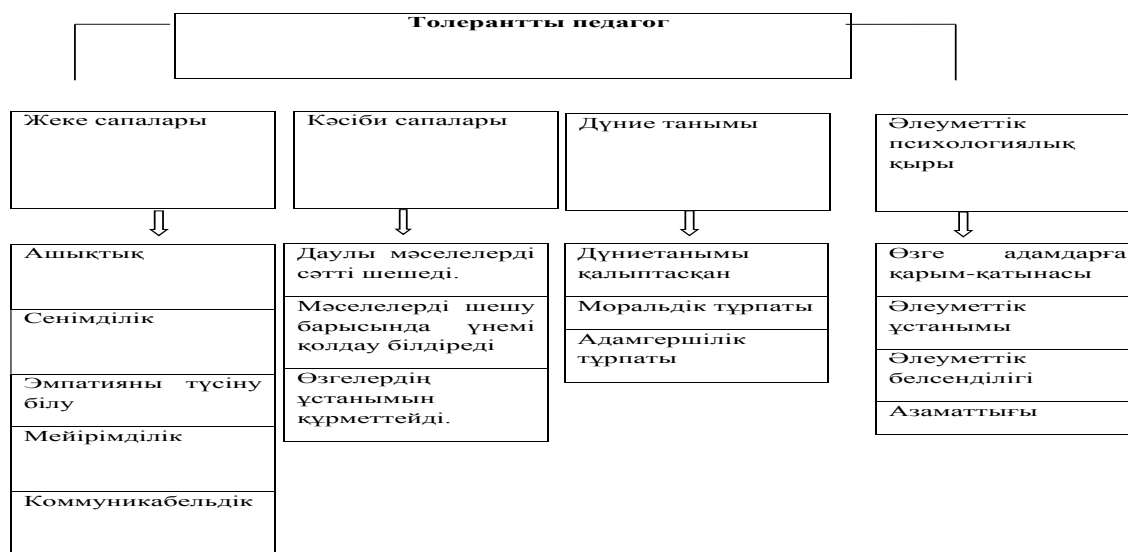 Толерантты педагог
Жеке сапалары
Кәсіби сапалары
Дүние танымы
Әлеуметтік
психологиялық
қыры
Ашықтық
Сенімділік
Эмпатияны түсіну
білу
Мейірімділік
Коммуникабельдік
Даулы мәселелерді
сәтті шешеді.
Мәселелерді шешу
барысында үнемі
қолдау білдіреді
Өзгелердің
ұстанымын
құрметтейді.
Дүниетанымы
қалыптасқан
Моральдік тұрпаты
Адамгершілік
тұрпаты
Өзге адамдарға
қарым-қатынасы
Әлеуметтік
ұстанымы
Әлеуметтік
белсенділігі
Азаматтығы